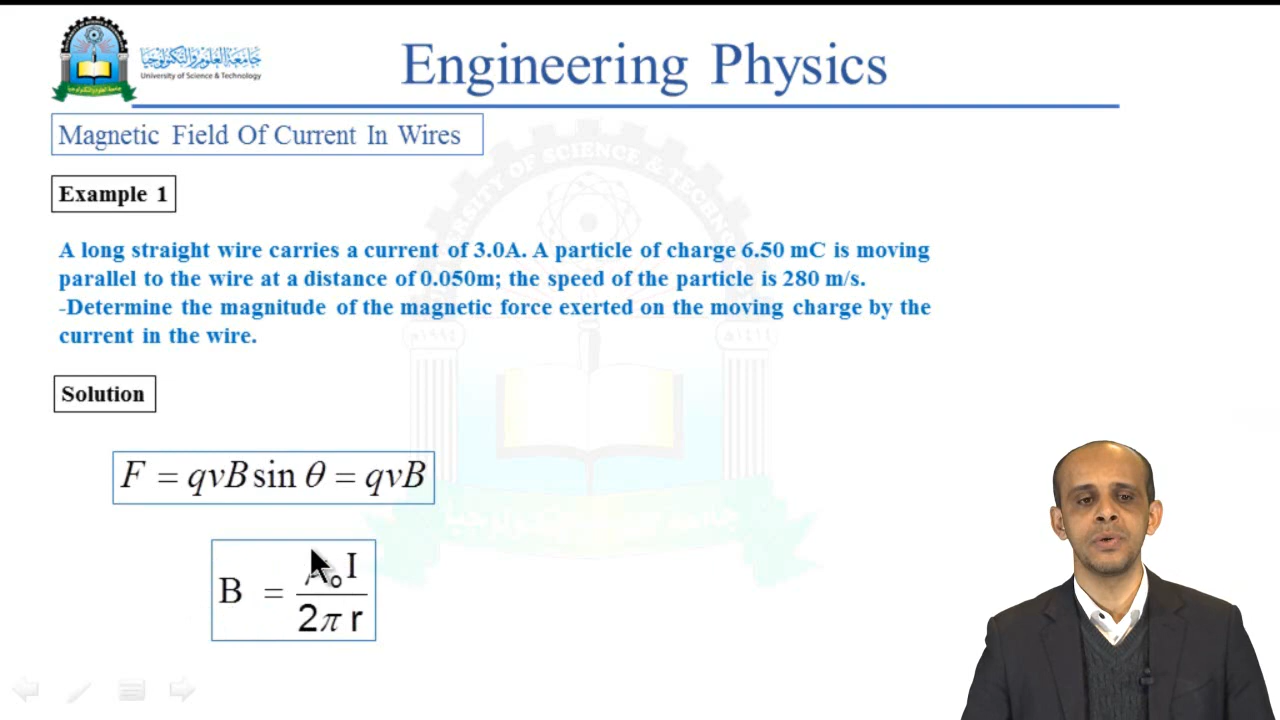 جامعة العلوم والتكنولوجيا
University of Science & Technology
Engineering Physics
Magnetic Field Of Current In Wires
Example 1
A long straight wire carries a current of 3.0A. A particle of charge 6.50 mC is moving
parallel to the wire at a distance of 0.050m; the speed of the particle is 280 m/s.
-Determine the magnitude of the magnetic force exerted on the moving charge by the
current in the wire.
Solution
F = qvB sin θ = qvB
B = oI
2π r